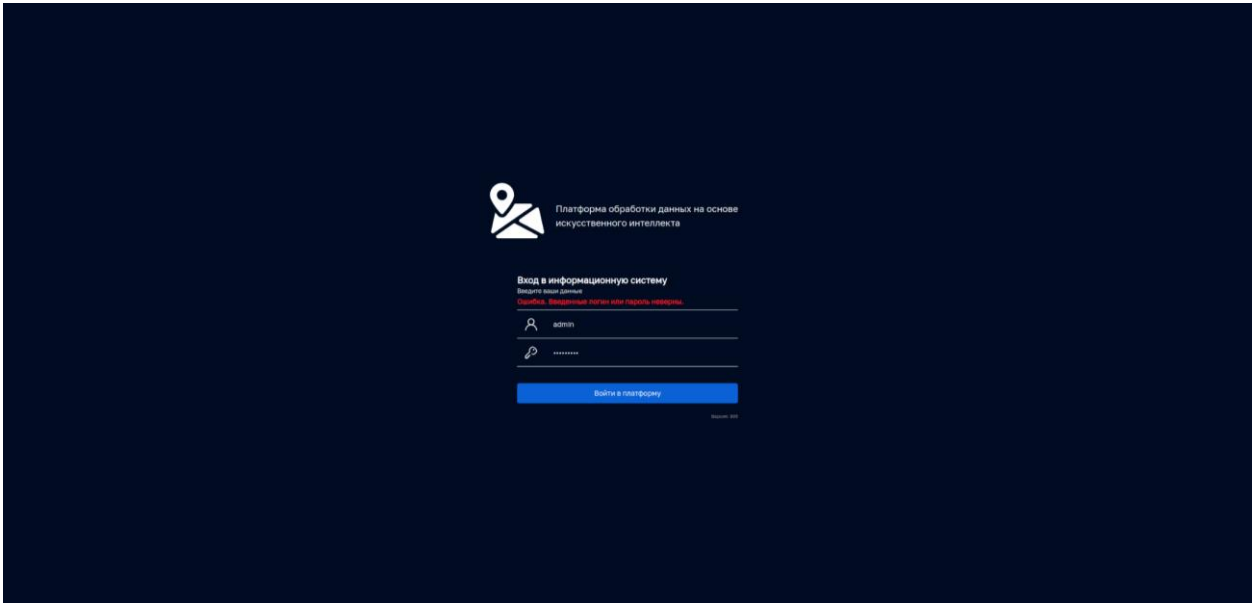 Платформа обработки данных на основе
искусственного интеллекта
Вход в информационную систему
Введите ваши данные
Ошибка. Введенные логин или пароль неверны.
admin
•••••••••
Войти в платформу